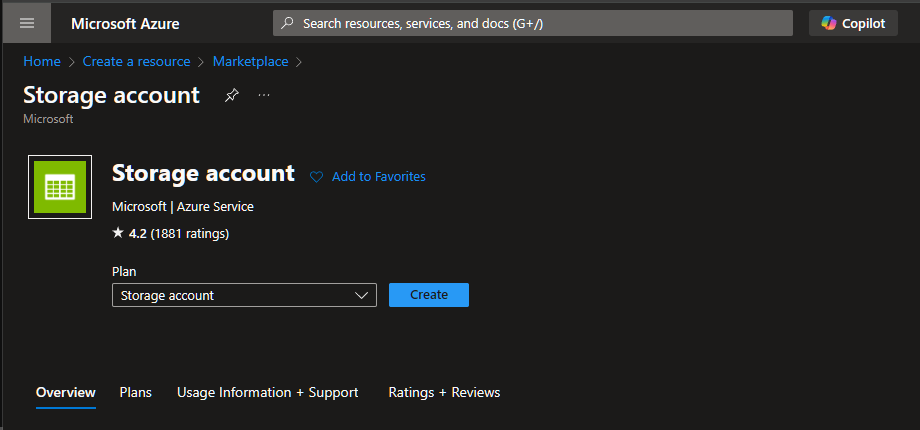 Microsoft Azure
Search resources, services, and docs (G+/)
Copilot
Home > Create a resource > Marketplace >
Storage account
...
Microsoft
Storage account
Add to Favorites
Microsoft | Azure Service
★ 4.2 (1881 ratings)
Plan
Storage account
Create
Overview Plans Usage Information + Support Ratings + Reviews